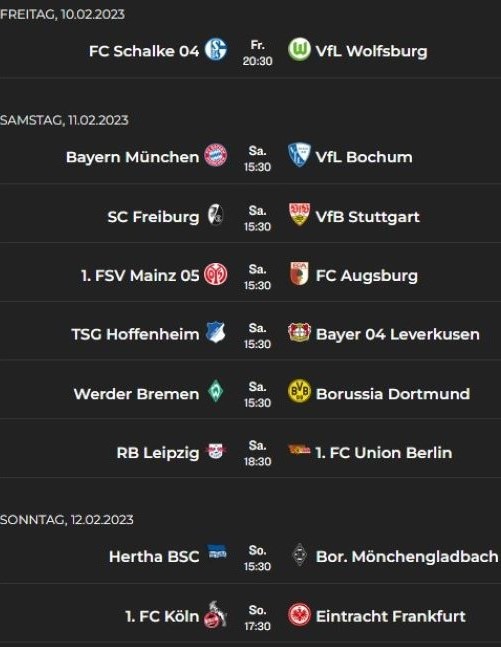 FREITAG, 10.02.2023
FC Schalke 04 Fr. 20:30 VfL Wolfsburg
SAMSTAG, 11.02.2023
Bayern München Sa. 15:30 VfL Bochum
SC Freiburg Sa. 15:30 VfB Stuttgart
1. FSV Mainz 05 Sa. 15:30 FC Augsburg
TSG Hoffenheim Sa. 15:30 Bayer 04 Leverkusen
Werder Bremen Sa. 15:30 Borussia Dortmund
RB Leipzig Sa. 18:30 1. FC Union Berlin
SONNTAG, 12.02.2023
Hertha BSC So. 15:30 Bor. Mönchengladbach
1. FC Köln So. 17:30 Eintracht Frankfurt